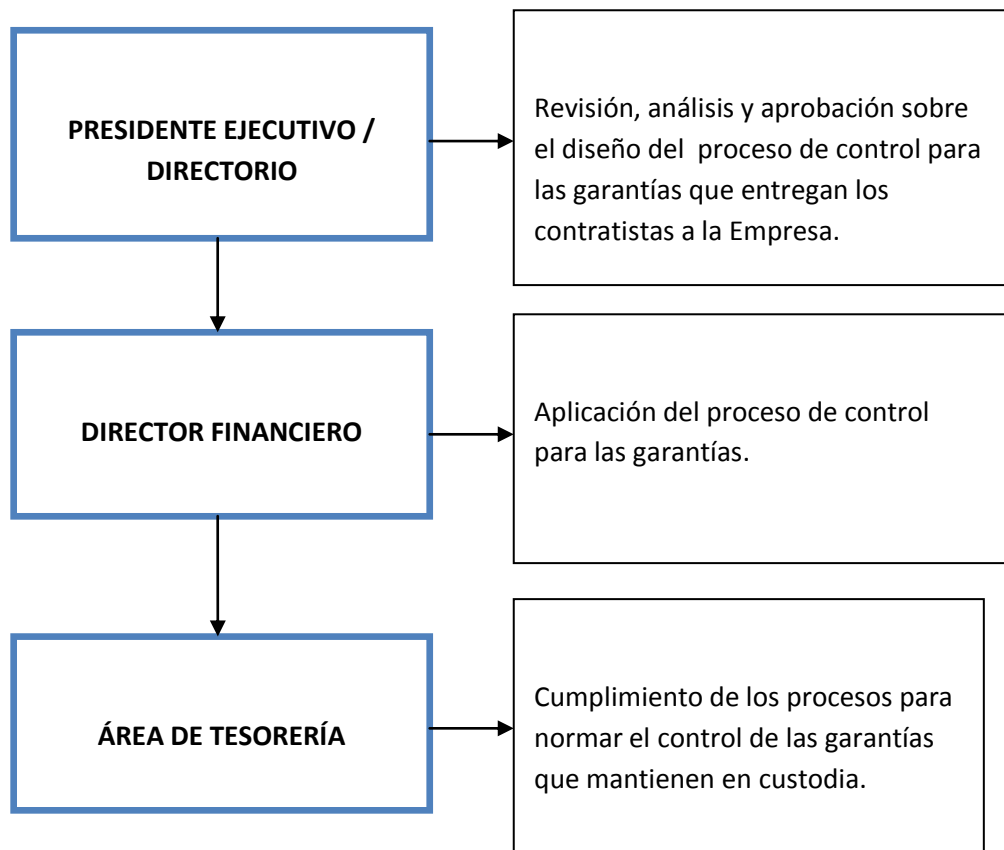 PRESIDENTE EJECUTIVO /
DIRECTORIO
Revisión, análisis y aprobación sobre
el diseño del  proceso de control para
las garantías que entregan los
contratistas a la Empresa.
DIRECTOR FINANCIERO
Aplicación del proceso de control
para las garantías.
ÁREA DE TESORERÍA
Cumplimiento de los procesos para
normar el control de las garantías
que mantienen en custodia.